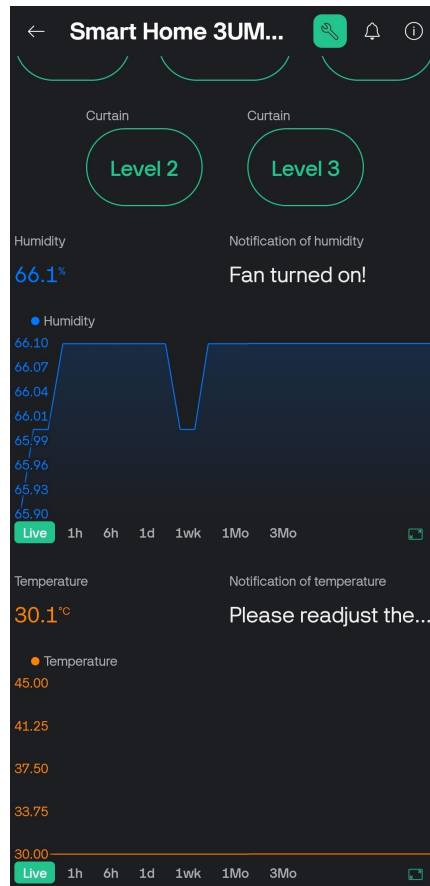 Smart Home 3UM...
Curtain
Curtain
Level 2
Level 3
Humidity
Notification of humidity
66.1%
Fan turned on!
Humidity
66.10
66.07
66.04
66.01
65.99
65.96
65.93
65.90
Live 1h 6h 1d 1wk 1Mo 3Mo
Temperature
Notification of temperature
30.1°C
Please readjust the...
Temperature
45.00
41.25
37.50
33.75
30.00
Live 1h 6h 1d 1wk 1Mo 3Mo